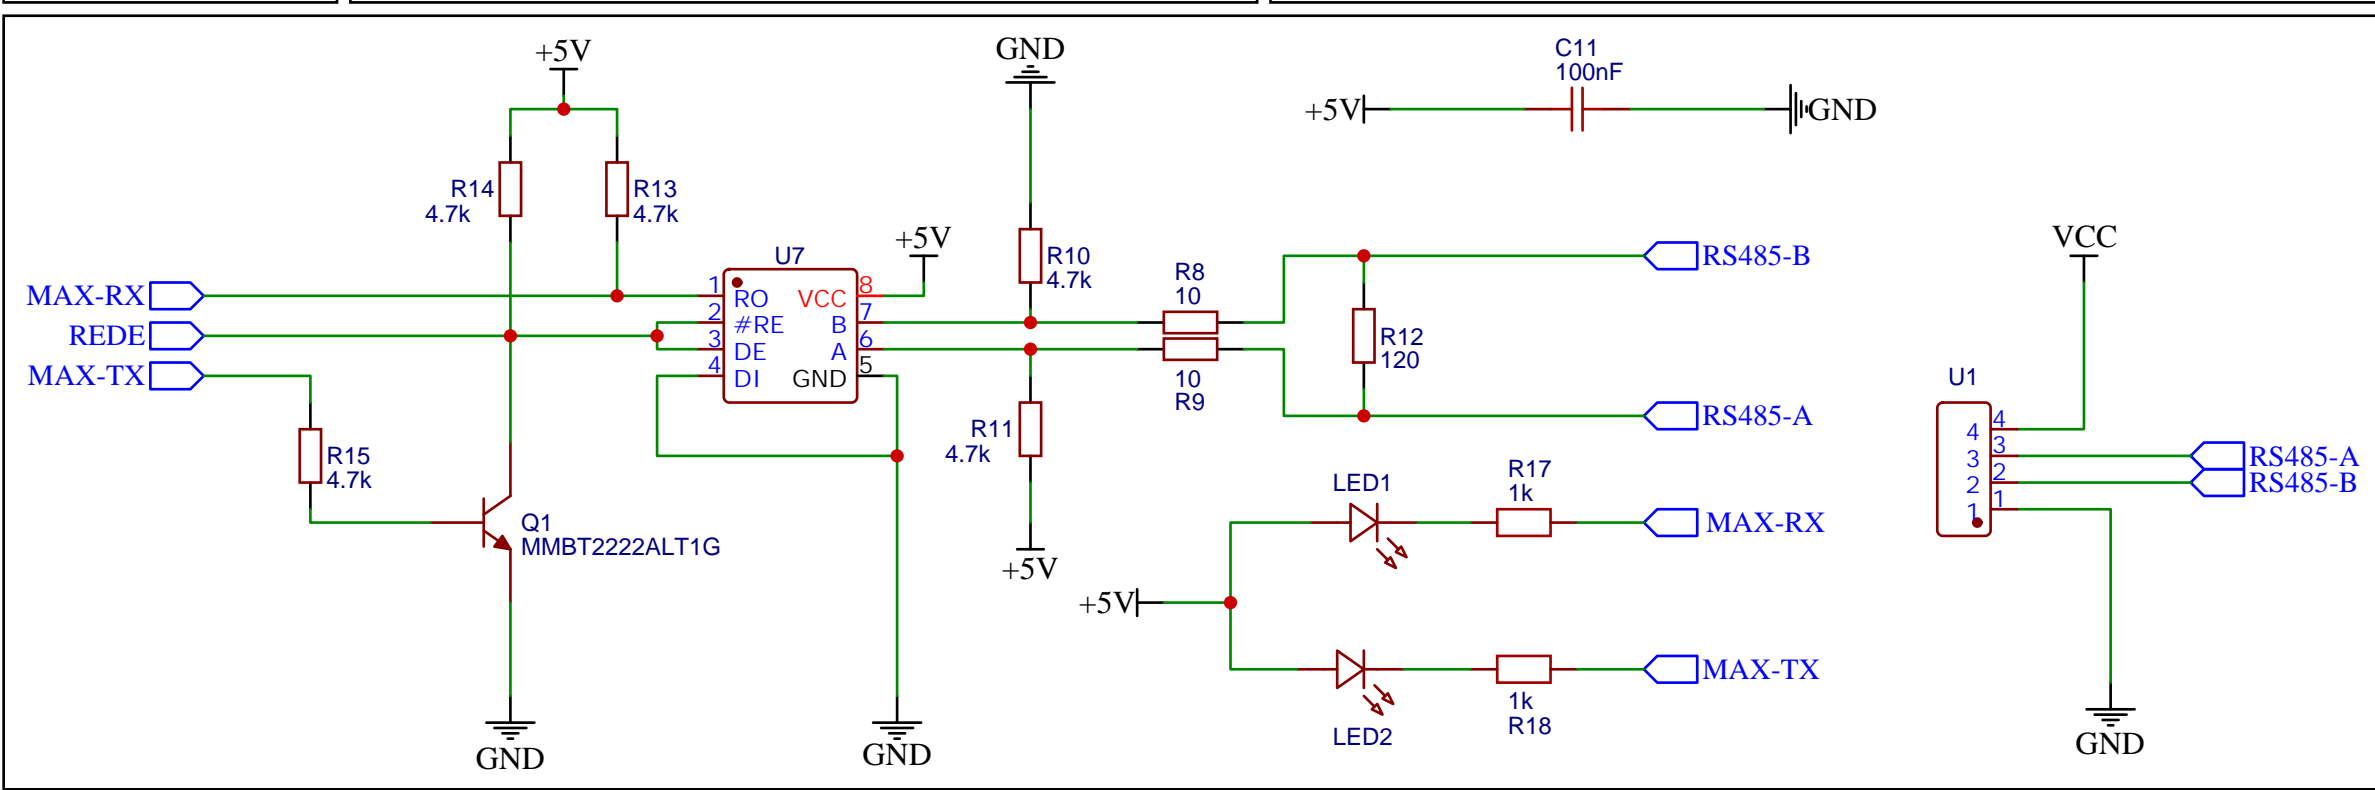 +5V
GND
C11
100nF
+5V
GND
R14
4.7k
R13
4.7k
U7
+5V
R10
4.7k
R8
10
RS485-B
VCC
MAX-RX
REDE
MAX-TX
1
2
3
4
RO
#RE
DE
DI
VCC
B
A
GND
8
7
6
5
R12
120
10
R9
RS485-A
R11
4.7k
R15
4.7k
Q1
MMBT2222ALT1G
+5V
LED1
R17
1k
MAX-RX
+5V
LED2
1k
R18
MAX-TX
U1
4
3
2
1
4
3
2
1
RS485-A
RS485-B
GND
GND
GND